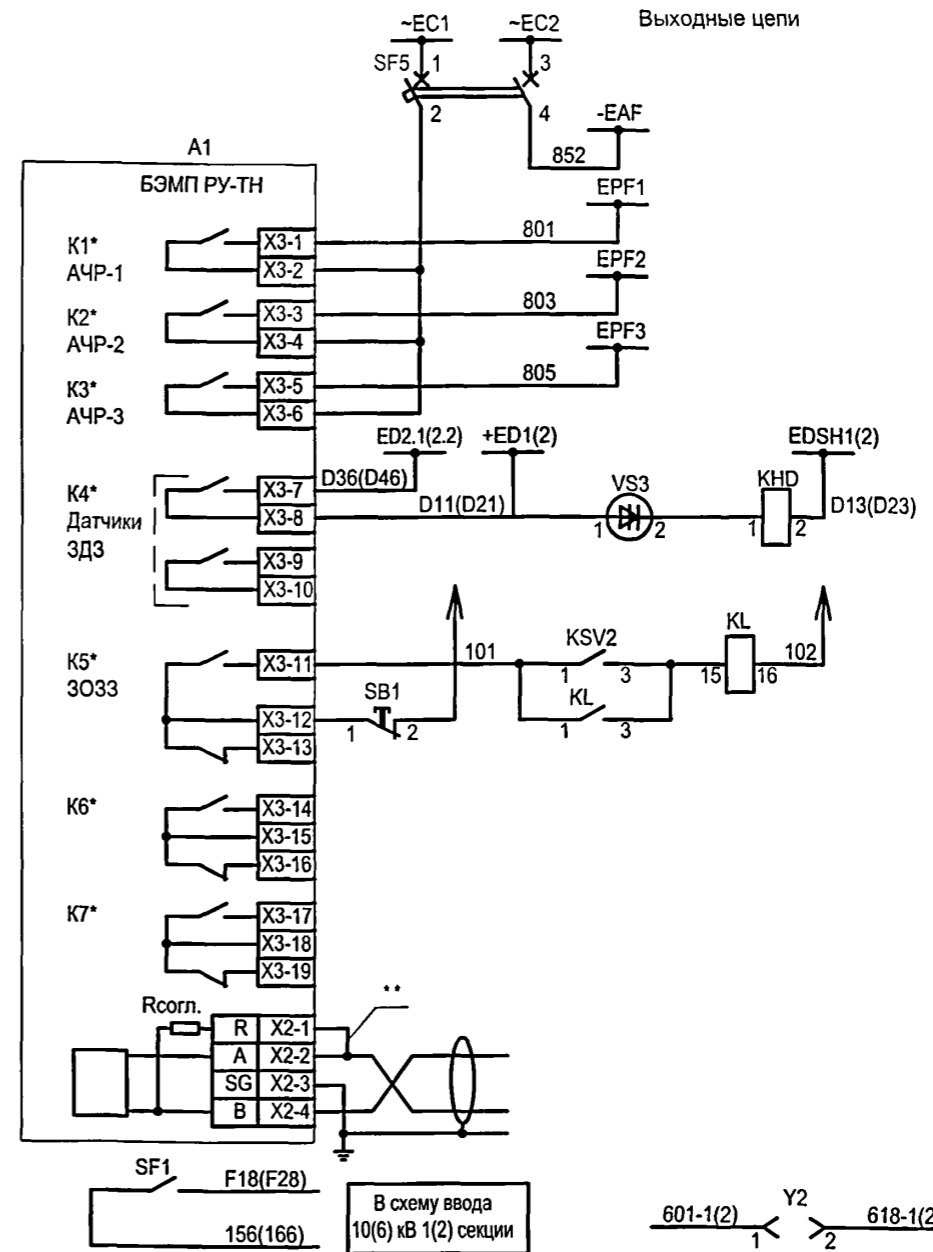 Выходные цепи
~EC1 ~EC2
SF5 1 3
2 4
-EAF
852
A1
БЭМП РУ-ТН
EPF1
K1* X3-1 801
АЧР-1 X3-2
EPF2
K2* X3-3 803
АЧР-2 X3-4
EPF3
K3* X3-5 805
АЧР-3 X3-6
ED2.1(2.2) +ED1(2) EDSH1(2)
K4* X3-7 D36(D46)
Датчики X3-8 D11(D21) 1 VS3 2 1 KHD 2 D13(D23)
ЗДЗ X3-9
X3-10
K5* X3-11 101 1 KSV2 3 15 KL 16 102
ЗОЗЗ
X3-12 1 SB1 2 1 KL 3
X3-13
K6* X3-14
X3-15
X3-16
K7* X3-17
X3-18
X3-19
Rсогл. * *
R X2-1
A X2-2
SG X2-3
B X2-4
SF1 F18(F28)
156(166)
В схему ввода
10(6) кВ 1(2) секции
601-1(2) 1 Y2 2 618-1(2